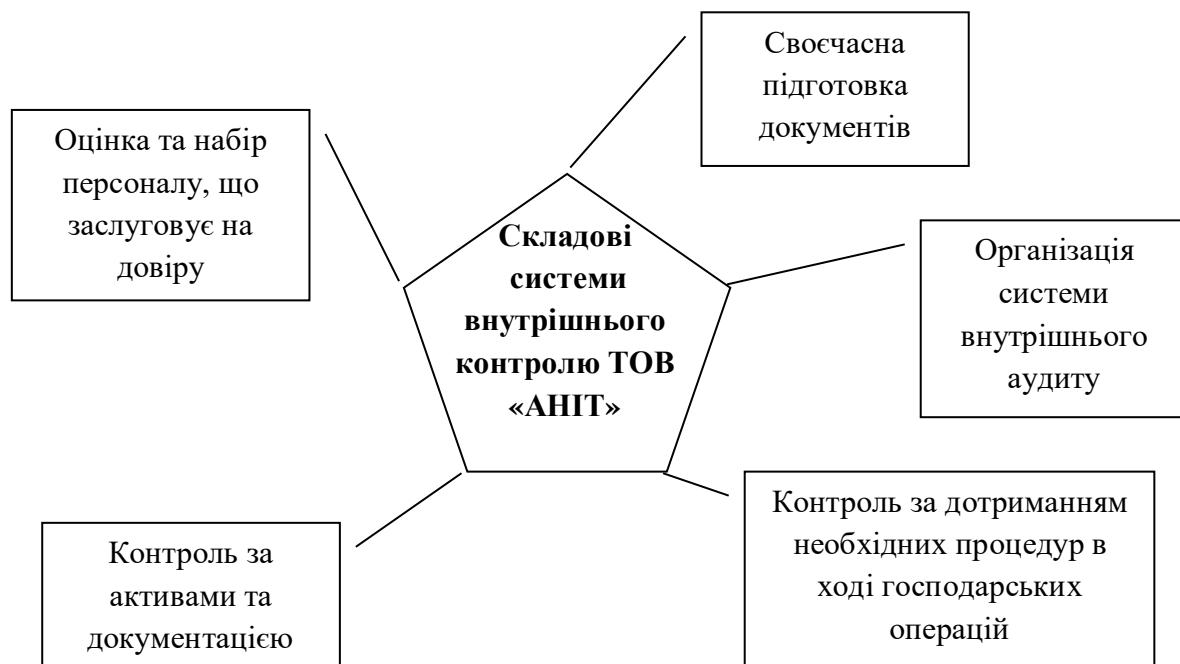 Своєчасна
підготовка
документів
Оцінка та набір
персоналу, що
заслуговує на
довіру
Складові
системи
внутрішнього
контролю ТОВ
«АНІТ»
Організація
системи
внутрішнього
аудиту
Контроль за
активами та
документацією
Контроль за дотриманням
необхідних процедур в
ході господарських
операцій